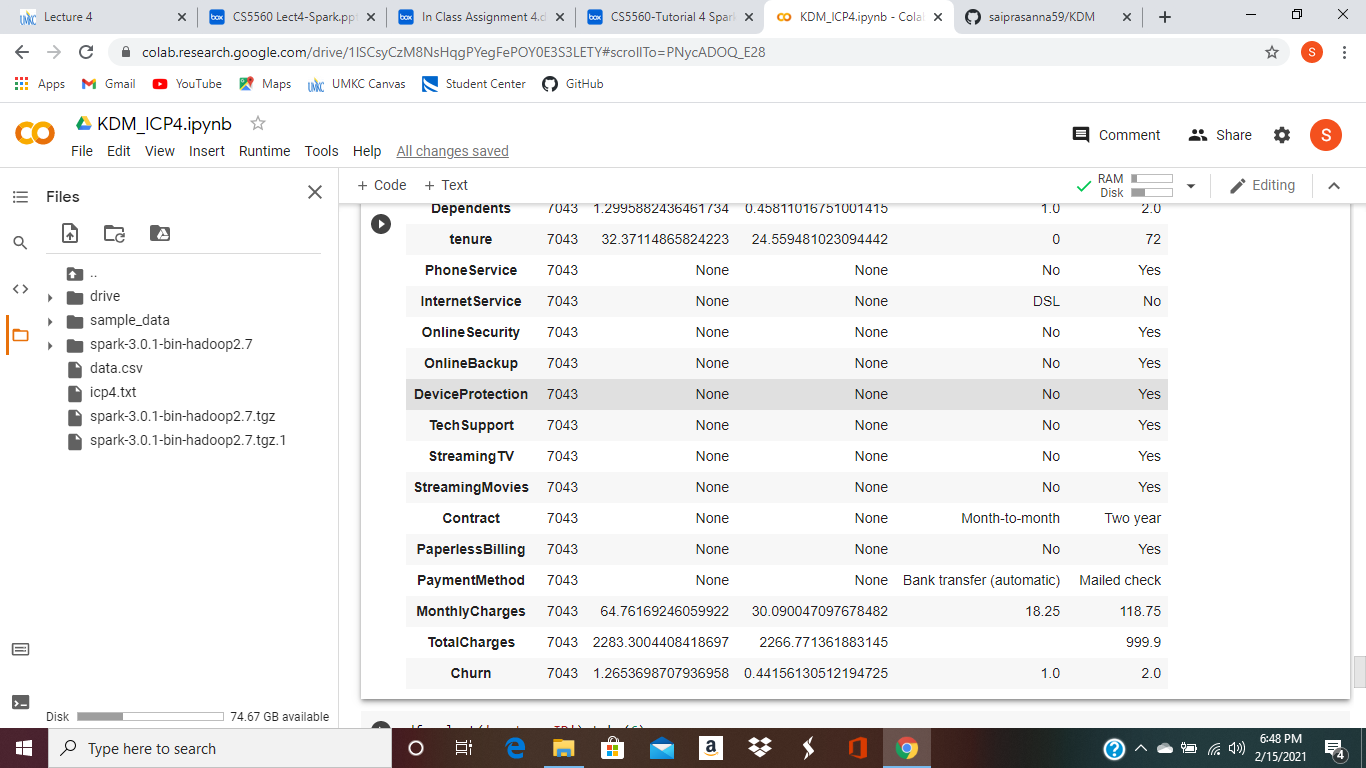 Lecture 4
CS5560 Lect4-Spark.ppt
In Class Assignment 4.d
CS5560-Tutorial 4 Spark
KDM_ICP4.ipynb - Colab
saiprasanna59/KDM
colab.research.google.com/drive/1lSCsyCzM8NsHqgPYegFePOY0E3S3LETY#scrollTo=PNycADOQ_E28
S
Apps Gmail YouTube Maps UMKC Canvas Student Center GitHub
KDM_ICP4.ipynb
File Edit View Insert Runtime Tools Help All changes saved
Comment Share S
Files
+ Code + Text
RAM
Disk
Editing
..
drive
sample_data
spark-3.0.1-bin-hadoop2.7
data.csv
icp4.txt
spark-3.0.1-bin-hadoop2.7.tgz
spark-3.0.1-bin-hadoop2.7.tgz.1
Disk 74.67 GB available
Dependents 7043 1.2995882436461734 0.45811016751001415 1.0 2.0
tenure 7043 32.37114865824223 24.559481023094442 0 72
PhoneService 7043 None None No Yes
InternetService 7043 None None DSL No
OnlineSecurity 7043 None None No Yes
OnlineBackup 7043 None None No Yes
DeviceProtection 7043 None None No Yes
TechSupport 7043 None None No Yes
StreamingTV 7043 None None No Yes
StreamingMovies 7043 None None No Yes
Contract 7043 None None Month-to-month Two year
PaperlessBilling 7043 None None No Yes
PaymentMethod 7043 None None Bank transfer (automatic) Mailed check
MonthlyCharges 7043 64.76169246059922 30.090047097678482 18.25 118.75
TotalCharges 7043 2283.3004408418697 2266.771361883145 999.9
Churn 7043 1.2653698707936958 0.44156130512194725 1.0 2.0
Type here to search
6:48 PM
2/15/2021
4